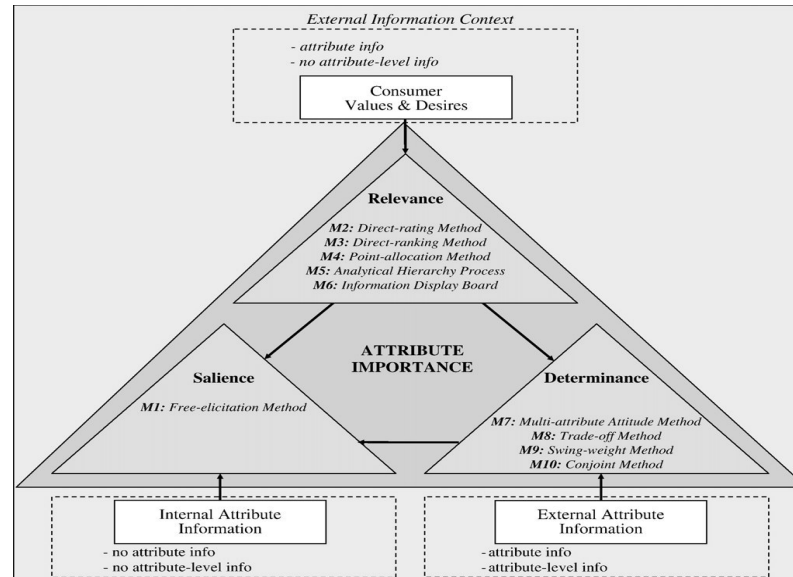 External Information Context
- attribute info
- no attribute-level info
Consumer
Values & Desires
Relevance
M2: Direct-rating Method
M3: Direct-ranking Method
M4: Point-allocation Method
M5: Analytical Hierarchy Process
M6: Information Display Board
ATTRIBUTE
IMPORTANCE
Salience
M1: Free-elicitation Method
Determinance
M7: Multi-attribute Attitude Method
M8: Trade-off Method
M9: Swing-weight Method
M10: Conjoint Method
Internal Attribute
Information
- no attribute info
- no attribute-level info
External Attribute
Information
- attribute info
- attribute-level info